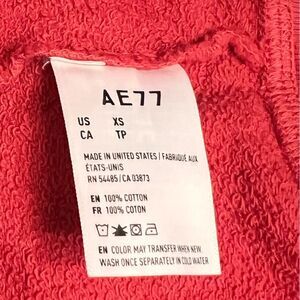 AE77
US XS
CA TP
MADE IN UNITED STATES / FABRIQUÉ AUX
ÉTATS-UNIS
RN 54485 / CA 03873
EN 100% COTTON
FR 100% COTON
EN COLOR MAY TRANSFER WHEN NEW
WASH ONCE SEPARATELY IN COLD WATER